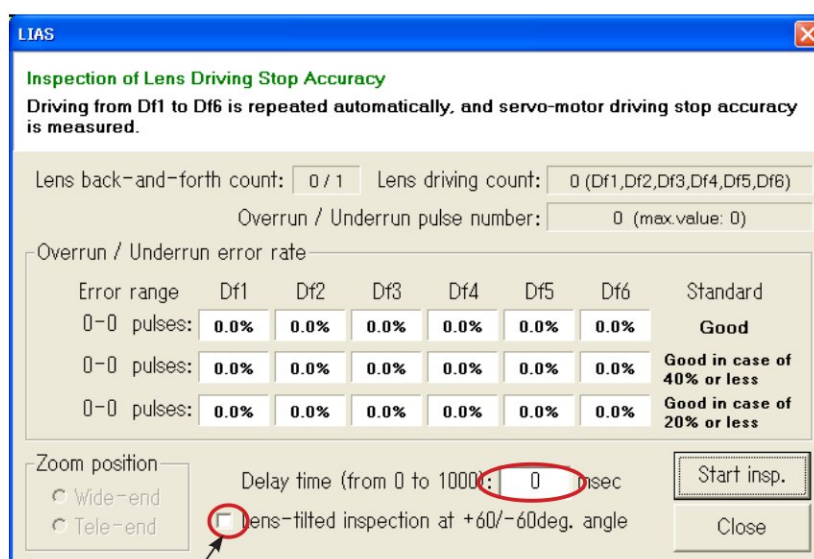 LIAS
Inspection of Lens Driving Stop Accuracy
Driving from Df1 to Df6 is repeated automatically, and servo-motor driving stop accuracy
is measured.
Lens back-and-forth count: 0 / 1 Lens driving count: 0 (Df1,Df2,Df3,Df4,Df5,Df6)
Overrun / Underrun pulse number: 0 (max.value: 0)
Overrun / Underrun error rate
Error range Df1 Df2 Df3 Df4 Df5 Df6 Standard
0-0 pulses: 0.0% 0.0% 0.0% 0.0% 0.0% 0.0% Good
0-0 pulses: 0.0% 0.0% 0.0% 0.0% 0.0% 0.0% Good in case of
40% or less
0-0 pulses: 0.0% 0.0% 0.0% 0.0% 0.0% 0.0% Good in case of
20% or less
Zoom position
Wide-end
Tele-end
Delay time (from 0 to 1000): 0 msec
Lens-tilted inspection at +60/-60deg. angle
Start insp.
Close